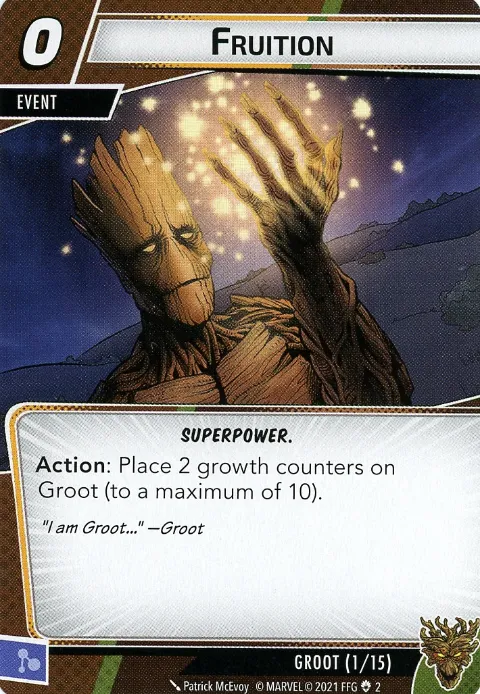 0
FRUITION
EVENT
SUPERPOWER.
Action: Place 2 growth counters on
Groot (to a maximum of 10).
"I am Groot..." —Groot
GROOT (1/15)
Patrick McEvoy © MARVEL © 2021 FFG 2